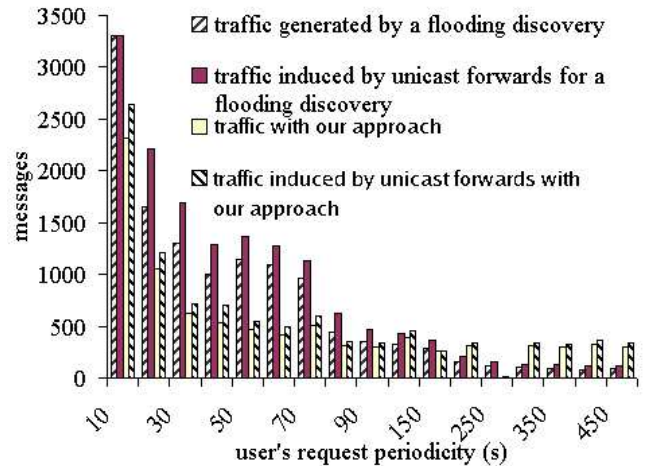 3500
3000
2500
2000
1500
1000
500
0
messages
traffic generated by a flooding discovery
traffic induced by unicast forwards for a
flooding discovery
traffic with our approach
traffic induced by unicast forwards with
our approach
10
30
50
70
90
150
250
350
450
user's request periodicity (s)